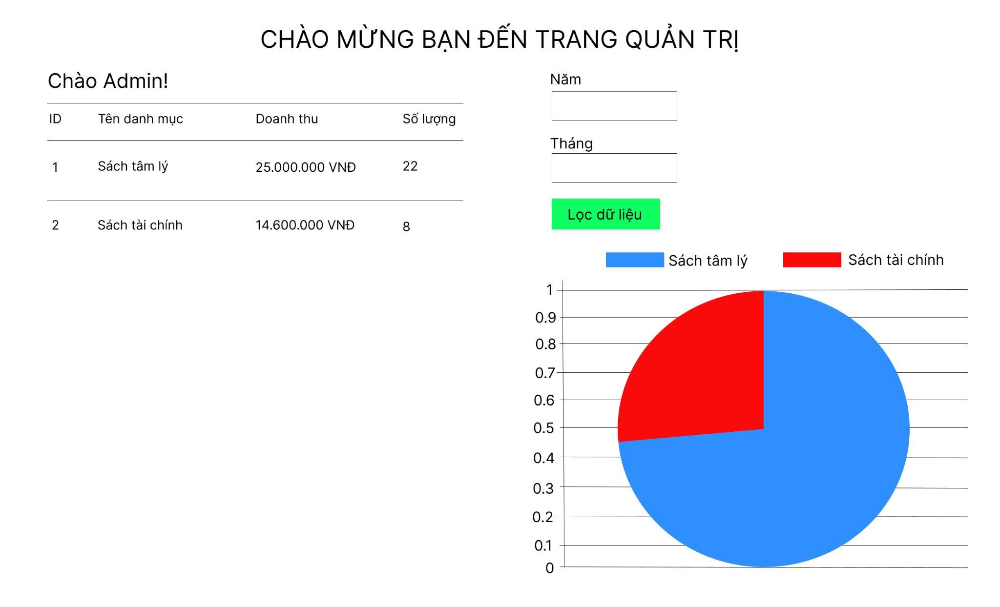 CHÀO MỪNG BẠN ĐẾN TRANG QUẢN TRỊ
Chào Admin!
ID Tên danh mục Doanh thu Số lượng
1 Sách tâm lý 25.000.000 VNĐ 22
2 Sách tài chính 14.600.000 VNĐ 8
Năm
Tháng
Lọc dữ liệu
Sách tâm lý Sách tài chính
1
0.9
0.8
0.7
0.6
0.5
0.4
0.3
0.2
0.1
0